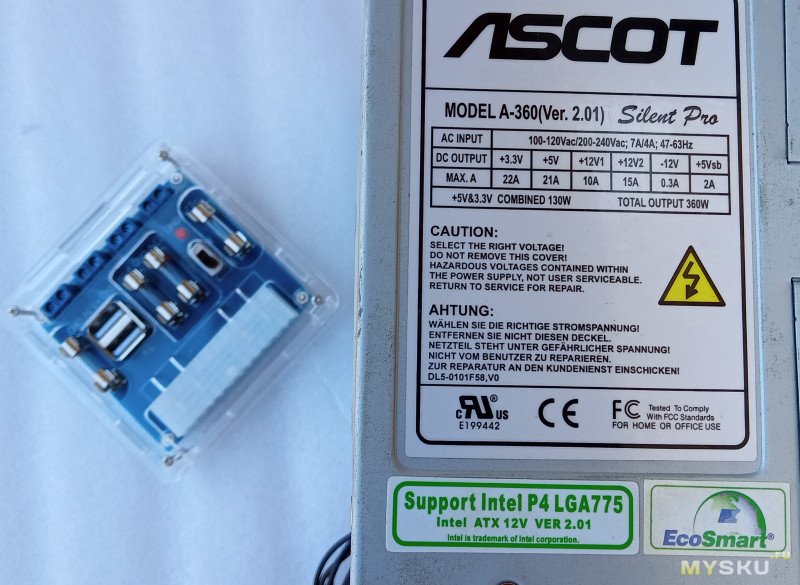 ASCOT
MODEL A-360(Ver. 2.01) Silent Pro
AC INPUT 100-120Vac/200-240Vac; 7A/4A; 47-63Hz
DC OUTPUT +3.3V +5V +12V1 +12V2 -12V +5Vsb
MAX. A 22A 21A 10A 15A 0.3A 2A
+5V&3.3V COMBINED 130W TOTAL OUTPUT 360W
CAUTION:
SELECT THE RIGHT VOLTAGE!
DO NOT REMOVE THIS COVER!
HAZARDOUS VOLTAGES CONTAINED WITHIN
THE POWER SUPPLY, NOT USER SERVICEABLE.
RETURN TO SERVICE FOR REPAIR.
AHTUNG:
WÄHLEN SIE DIE RICHTIGE STROMSPANNUNG!
ENTFERNEN SIE NICHT DIESEN DECKEL.
NETZTEIL STEHT UNTER GEFÄHRLICHER SPANNUNG!
NICHT VOM BENUTZER ZU REPARIEREN.
ZUR REPARATUR AN DEN KUNDENIENST EINSCHICKEN!
DL5-0101F58,V0
c RU ® US
E199442
CE
FC Tested To Comply
With FCC Standards
FOR HOME OR OFFICE USE
Support Intel P4 LGA775
Intel ATX 12V VER 2.01
Intel is trademark of Intel corporation.
EcoSmart
MYSKU.ru